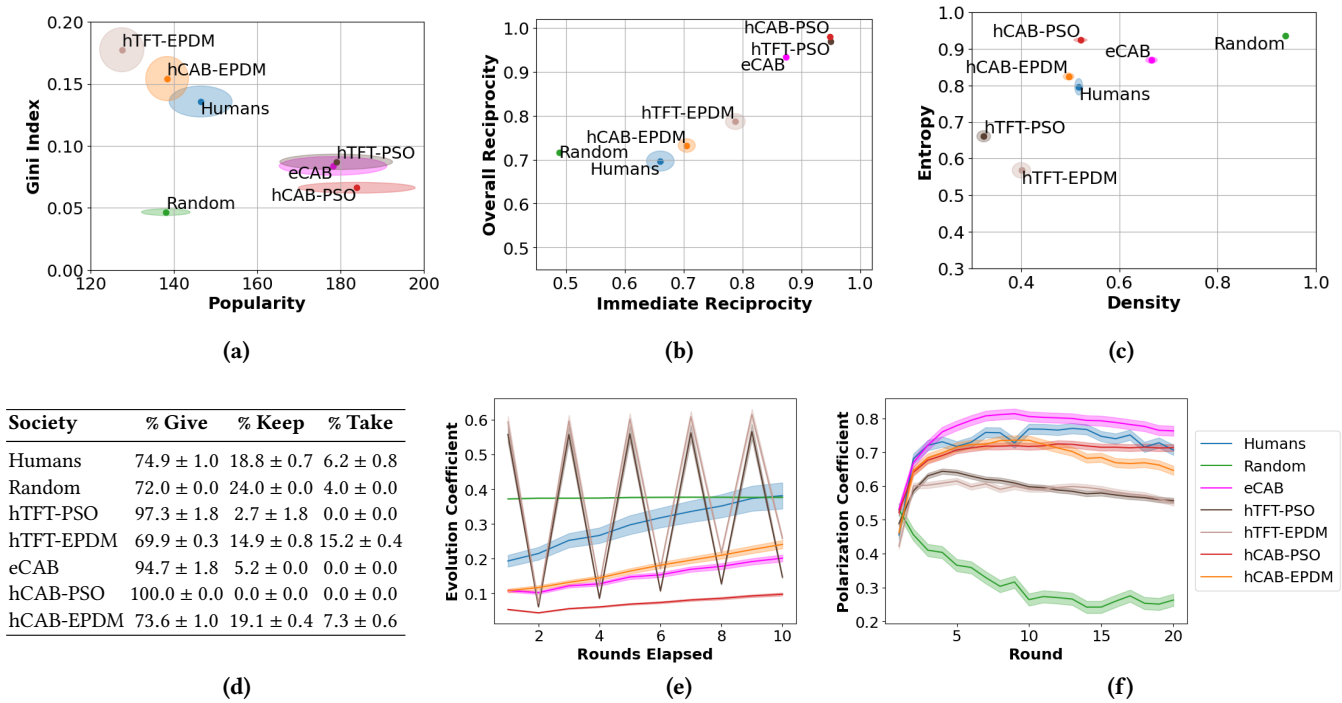 0.20
0.15
0.10
0.05
0.00
120
140
160
180
200
Gini Index
Popularity
hTFT-EPDM
hCAB-EPDM
Humans
hTFT-PSO
eCAB
hCAB-PSO
Random
(a)
1.0
0.9
0.8
0.7
0.6
0.5
0.5
0.6
0.7
0.8
0.9
1.0
Overall Reciprocity
Immediate Reciprocity
hCAB-PSO
hTFT-PSO
eCAB
hTFT-EPDM
hCAB-EPDM
Random
Humans
(b)
1.0
0.9
0.8
0.7
0.6
0.5
0.4
0.3
0.4
0.6
0.8
1.0
Entropy
Density
hCAB-PSO
eCAB
Random
hCAB-EPDM
Humans
hTFT-PSO
hTFT-EPDM
(c)
Society % Give % Keep % Take
Humans 74.9 ± 1.0 18.8 ± 0.7 6.2 ± 0.8
Random 72.0 ± 0.0 24.0 ± 0.0 4.0 ± 0.0
hTFT-PSO 97.3 ± 1.8 2.7 ± 1.8 0.0 ± 0.0
hTFT-EPDM 69.9 ± 0.3 14.9 ± 0.8 15.2 ± 0.4
eCAB 94.7 ± 1.8 5.2 ± 0.0 0.0 ± 0.0
hCAB-PSO 100.0 ± 0.0 0.0 ± 0.0 0.0 ± 0.0
hCAB-EPDM 73.6 ± 1.0 19.1 ± 0.4 7.3 ± 0.6
(d)
0.6
0.5
0.4
0.3
0.2
0.1
2
4
6
8
10
Evolution Coefficient
Rounds Elapsed
(e)
0.8
0.7
0.6
0.5
0.4
0.3
0.2
5
10
15
20
Polarization Coefficient
Round
(f)
Humans
Random
eCAB
hTFT-PSO
hTFT-EPDM
hCAB-PSO
hCAB-EPDM